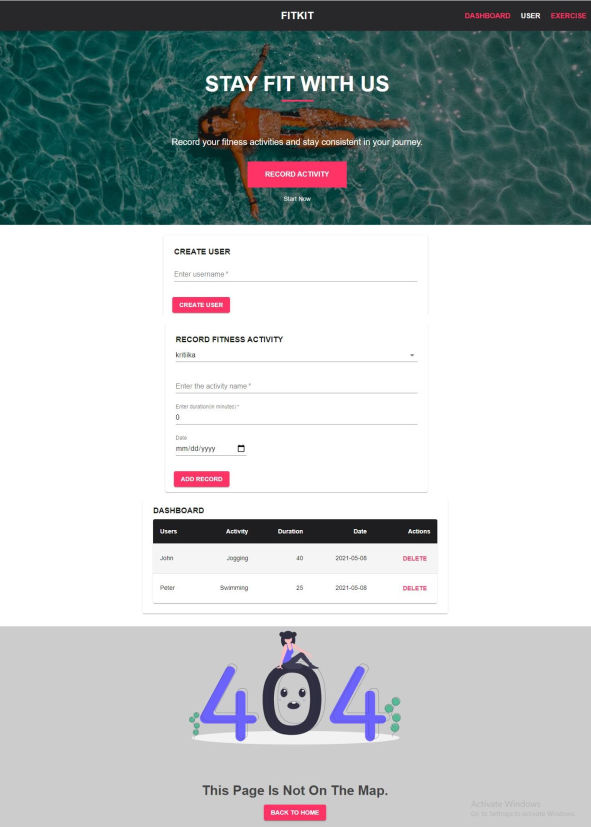 FITKIT
DASHBOARD USER EXERCISE
STAY FIT WITH US
Record your fitness activities and stay consistent in your journey.
RECORD ACTIVITY
Start Now
CREATE USER
Enter username *
CREATE USER
RECORD FITNESS ACTIVITY
kritiika
Enter the activity name *
Enter duration(in minutes) *
0
Date
mm/dd/yyyy
ADD RECORD
DASHBOARD
Users Activity Duration Date Actions
John Jogging 40 2021-05-08 DELETE
Peter Swimming 25 2021-05-08 DELETE
404
This Page Is Not On The Map.
BACK TO HOME
Activate Windows
Go to Settings to activate Windows.